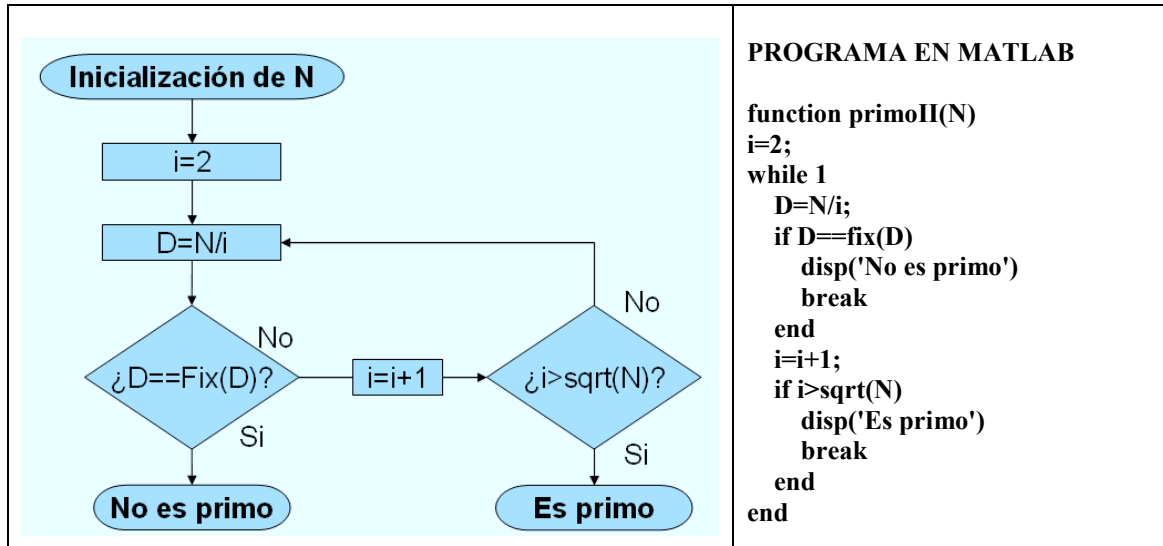 Inicialización de N
i=2
D=N/i
No
No
¿D==Fix(D)?
i=i+1
¿i>sqrt(N)?
Si
Si
No es primo
Es primo
PROGRAMA EN MATLAB
function primoII(N)
i=2;
while 1
D=N/i;
if D==fix(D)
disp('No es primo')
break
end
i=i+1;
if i>sqrt(N)
disp('Es primo')
break
end
end